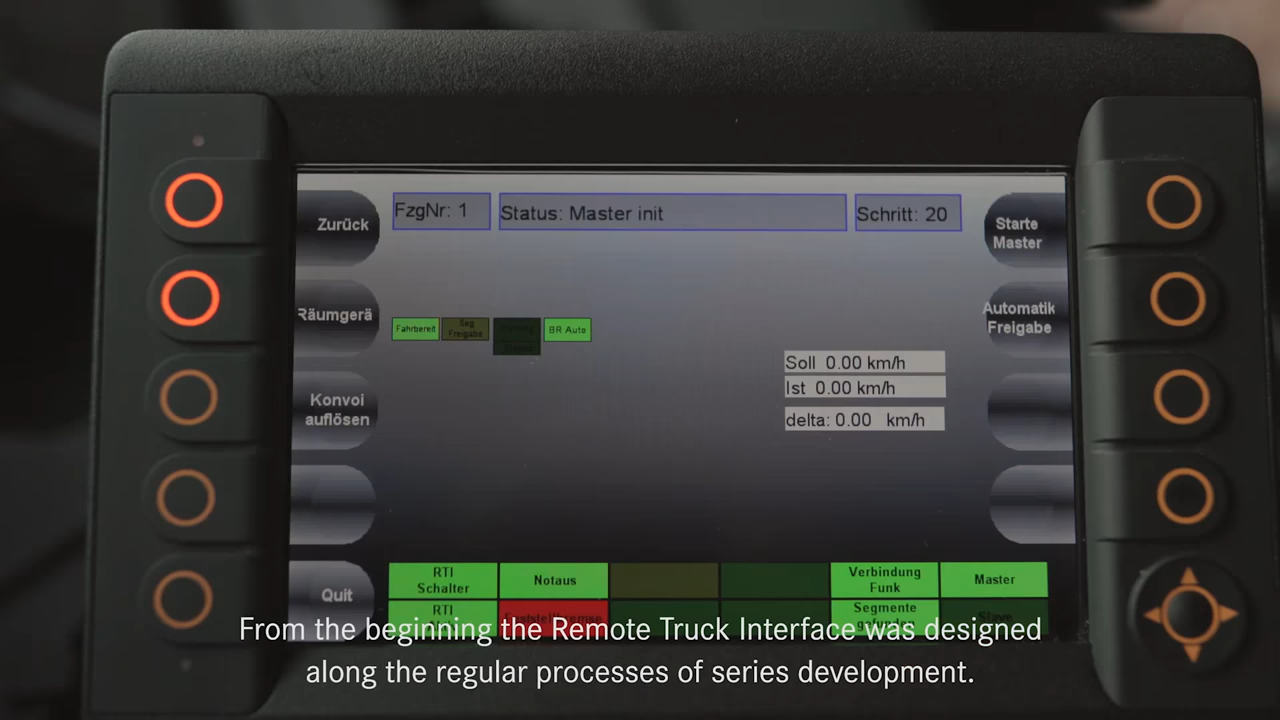 Zurück
FzgNr: 1
Status: Master init
Schritt: 20
Starte
Master
Räumgerä
Automatik
Freigabe
Fahrbereit
Seg
Freigabe
BR Auto
Soll 0.00 km/h
Ist 0.00 km/h
delta: 0.00 km/h
Konvoi
auflösen
Quit
RTI
Schalter
Notaus
Verbindung
Funk
Master
RTI
Segmente
gefunden
From the beginning the Remote Truck Interface was designed
along the regular processes of series development.